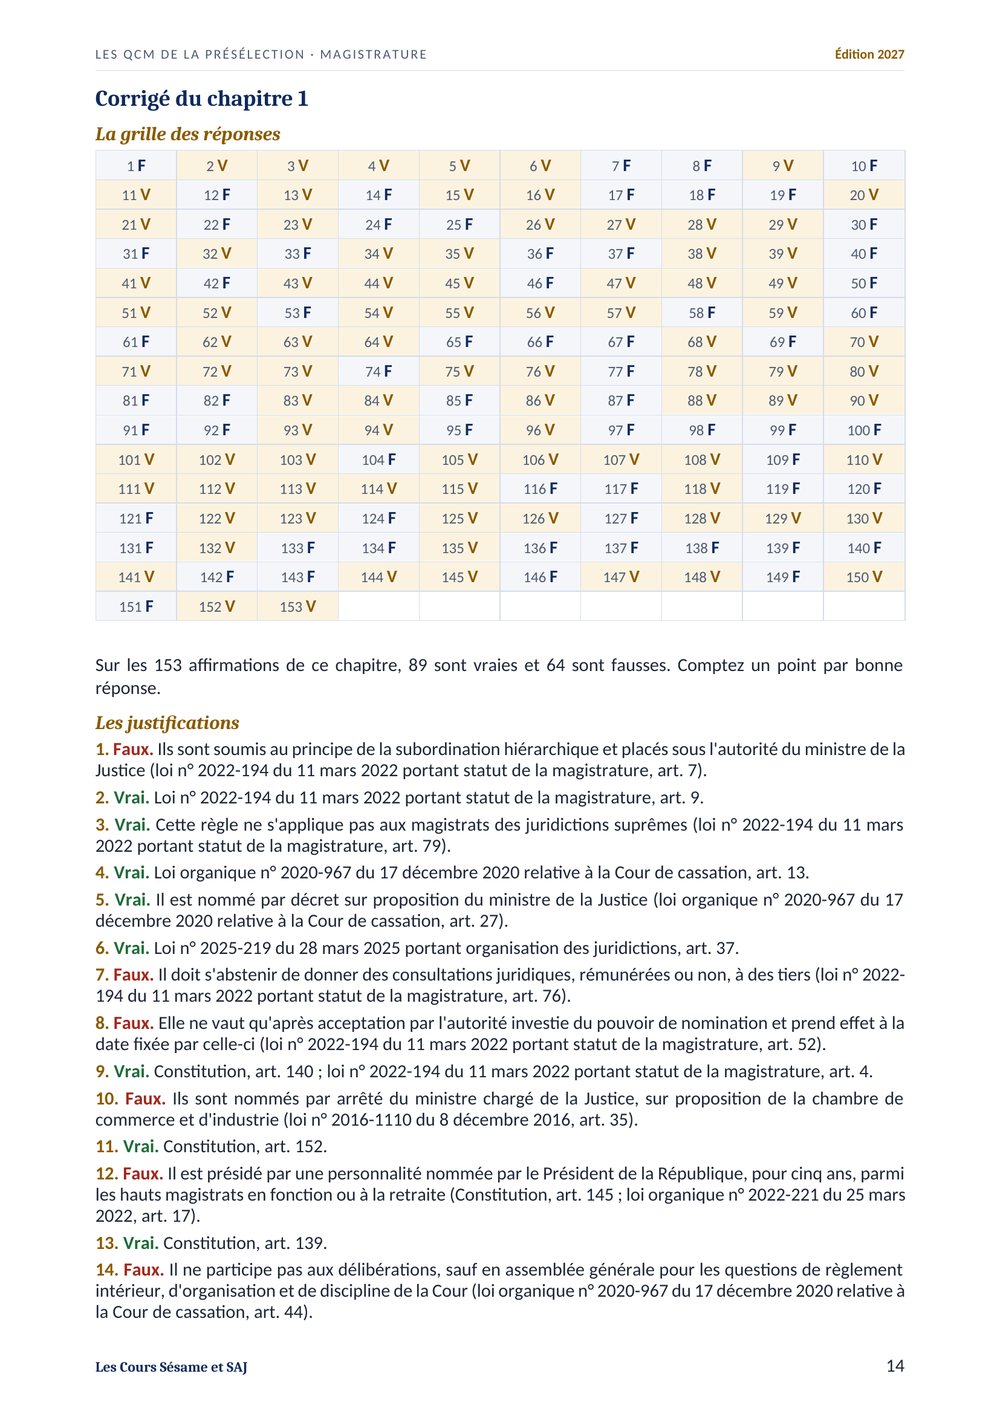 LES QCM DE LA PRÉSÉLECTION · MAGISTRATURE
Édition 2027
Corrigé du chapitre 1
La grille des réponses
1 F 2 V 3 V 4 V 5 V 6 V 7 F 8 F 9 V 10 F
11 V 12 F 13 V 14 F 15 V 16 V 17 F 18 F 19 F 20 V
21 V 22 F 23 V 24 F 25 F 26 V 27 V 28 V 29 V 30 F
31 F 32 V 33 F 34 V 35 V 36 F 37 F 38 V 39 V 40 F
41 V 42 F 43 V 44 V 45 V 46 F 47 V 48 V 49 V 50 F
51 V 52 V 53 F 54 V 55 V 56 V 57 V 58 F 59 V 60 F
61 F 62 V 63 V 64 V 65 F 66 F 67 F 68 V 69 F 70 V
71 V 72 V 73 V 74 F 75 V 76 V 77 F 78 V 79 V 80 V
81 F 82 F 83 V 84 V 85 F 86 V 87 F 88 V 89 V 90 V
91 F 92 F 93 V 94 V 95 F 96 V 97 F 98 F 99 F 100 F
101 V 102 V 103 V 104 F 105 V 106 V 107 V 108 V 109 F 110 V
111 V 112 V 113 V 114 V 115 V 116 F 117 F 118 V 119 F 120 F
121 F 122 V 123 V 124 F 125 V 126 V 127 F 128 V 129 V 130 V
131 F 132 V 133 F 134 F 135 V 136 F 137 F 138 F 139 F 140 F
141 V 142 F 143 F 144 V 145 V 146 F 147 V 148 V 149 F 150 V
151 F 152 V 153 V
Sur les 153 affirmations de ce chapitre, 89 sont vraies et 64 sont fausses. Comptez un point par bonne
réponse.
Les justifications
1. Faux. Ils sont soumis au principe de la subordination hiérarchique et placés sous l'autorité du ministre de la
Justice (loi n° 2022-194 du 11 mars 2022 portant statut de la magistrature, art. 7).
2. Vrai. Loi n° 2022-194 du 11 mars 2022 portant statut de la magistrature, art. 9.
3. Vrai. Cette règle ne s'applique pas aux magistrats des juridictions suprêmes (loi n° 2022-194 du 11 mars
2022 portant statut de la magistrature, art. 79).
4. Vrai. Loi organique n° 2020-967 du 17 décembre 2020 relative à la Cour de cassation, art. 13.
5. Vrai. Il est nommé par décret sur proposition du ministre de la Justice (loi organique n° 2020-967 du 17
décembre 2020 relative à la Cour de cassation, art. 27).
6. Vrai. Loi n° 2025-219 du 28 mars 2025 portant organisation des juridictions, art. 37.
7. Faux. Il doit s'abstenir de donner des consultations juridiques, rémunérées ou non, à des tiers (loi n° 2022-
194 du 11 mars 2022 portant statut de la magistrature, art. 76).
8. Faux. Elle ne vaut qu'après acceptation par l'autorité investie du pouvoir de nomination et prend effet à la
date fixée par celle-ci (loi n° 2022-194 du 11 mars 2022 portant statut de la magistrature, art. 52).
9. Vrai. Constitution, art. 140 ; loi n° 2022-194 du 11 mars 2022 portant statut de la magistrature, art. 4.
10. Faux. Ils sont nommés par arrêté du ministre chargé de la Justice, sur proposition de la chambre de
commerce et d'industrie (loi n° 2016-1110 du 8 décembre 2016, art. 35).
11. Vrai. Constitution, art. 152.
12. Faux. Il est présidé par une personnalité nommée par le Président de la République, pour cinq ans, parmi
les hauts magistrats en fonction ou à la retraite (Constitution, art. 145 ; loi organique n° 2022-221 du 25 mars
2022, art. 17).
13. Vrai. Constitution, art. 139.
14. Faux. Il ne participe pas aux délibérations, sauf en assemblée générale pour les questions de règlement
intérieur, d'organisation et de discipline de la Cour (loi organique n° 2020-967 du 17 décembre 2020 relative à
la Cour de cassation, art. 44).
Les Cours Sésame et SAJ
14